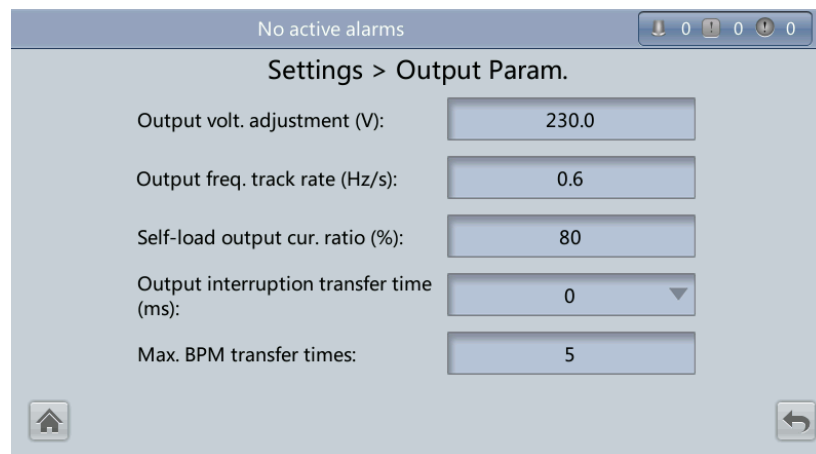 No active alarms 0 0 0
Settings > Output Param.
Output volt. adjustment (V): 230.0
Output freq. track rate (Hz/s): 0.6
Self-load output cur. ratio (%): 80
Output interruption transfer time
(ms): 0
Max. BPM transfer times: 5